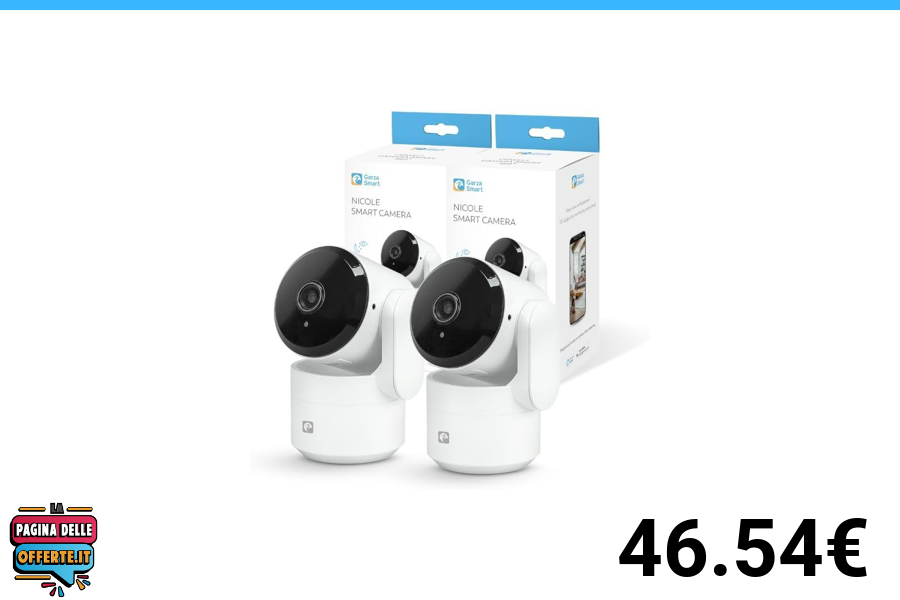 Garza
Smart
NICOLE
SMART CAMERA
Garza
Smart
NICOLE
SMART CAMERA
LA
PAGINA DELLE
OFFERTE.IT
46.54€